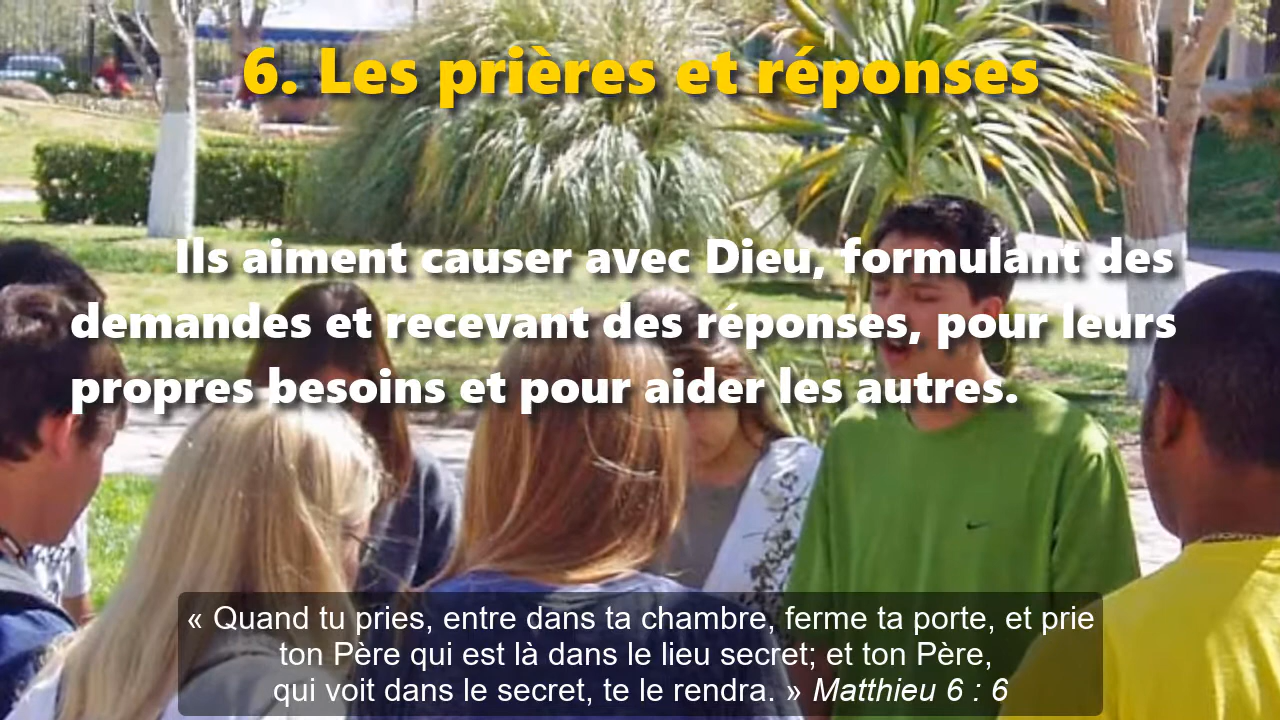 6. Les prières et réponses
Ils aiment causer avec Dieu, formulant des
demandes et recevant des réponses, pour leurs
propres besoins et pour aider les autres.
« Quand tu pries, entre dans ta chambre, ferme ta porte, et prie
ton Père qui est là dans le lieu secret; et ton Père,
qui voit dans le secret, te le rendra. » Matthieu 6 : 6